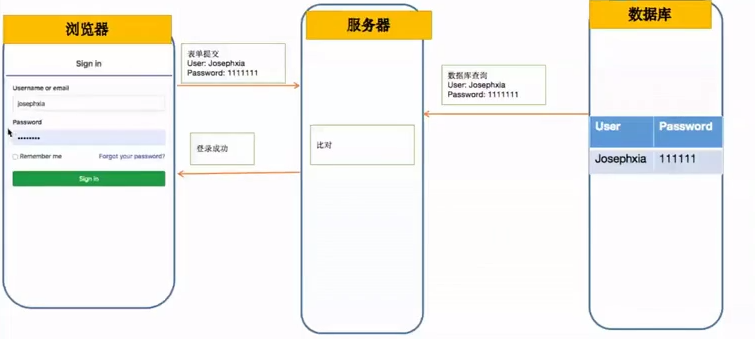 浏览器
服务器
数据库
Sign in
Username or email
josephxia
Password
••••••••
Remember me
Forgot your password?
Sign in
表单提交
User: Josephxia
Password: 1111111
登录成功
比对
数据库查询
User: Josephxia
Password: 1111111
User Password
Josephxia 111111